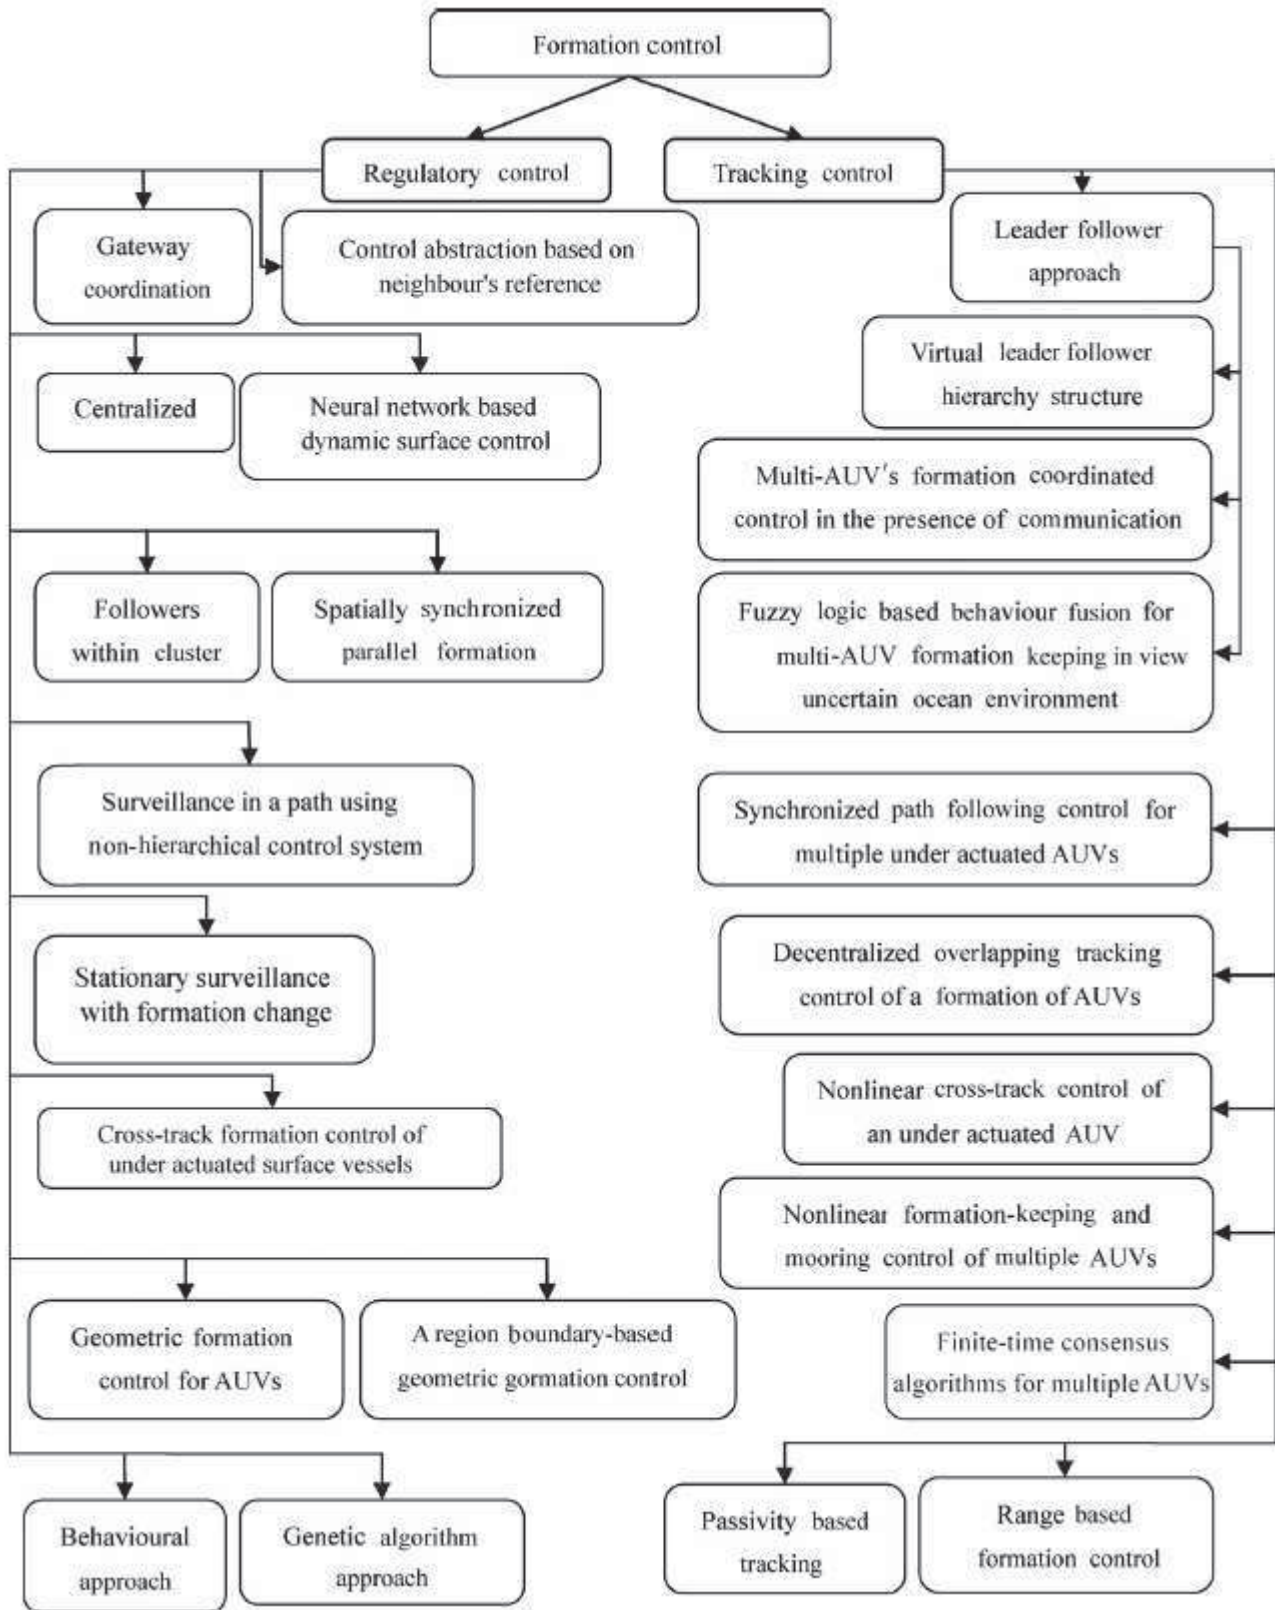 Formation control
Regulatory control
Tracking control
Gateway
coordination
Control abstraction based on
neighbour's reference
Leader follower
approach
Virtual leader follower
hierarchy structure
Centralized
Neural network based
dynamic surface control
Multi-AUV's formation coordinated
control in the presence of communication
Followers
within cluster
Spatially synchronized
parallel formation
Fuzzy logic based behaviour fusion for
multi-AUV formation keeping in view
uncertain ocean environment
Surveillance in a path using
non-hierarchical control system
Synchronized path following control for
multiple under actuated AUVs
Stationary surveillance
with formation change
Decentralized overlapping tracking
control of a formation of AUVs
Cross-track formation control of
under actuated surface vessels
Nonlinear cross-track control of
an under actuated AUV
Nonlinear formation-keeping and
mooring control of multiple AUVs
Geometric formation
control for AUVs
A region boundary-based
geometric gormation control
Finite-time consensus
algorithms for multiple AUVs
Behavioural
approach
Genetic algorithm
approach
Passivity based
tracking
Range based
formation control